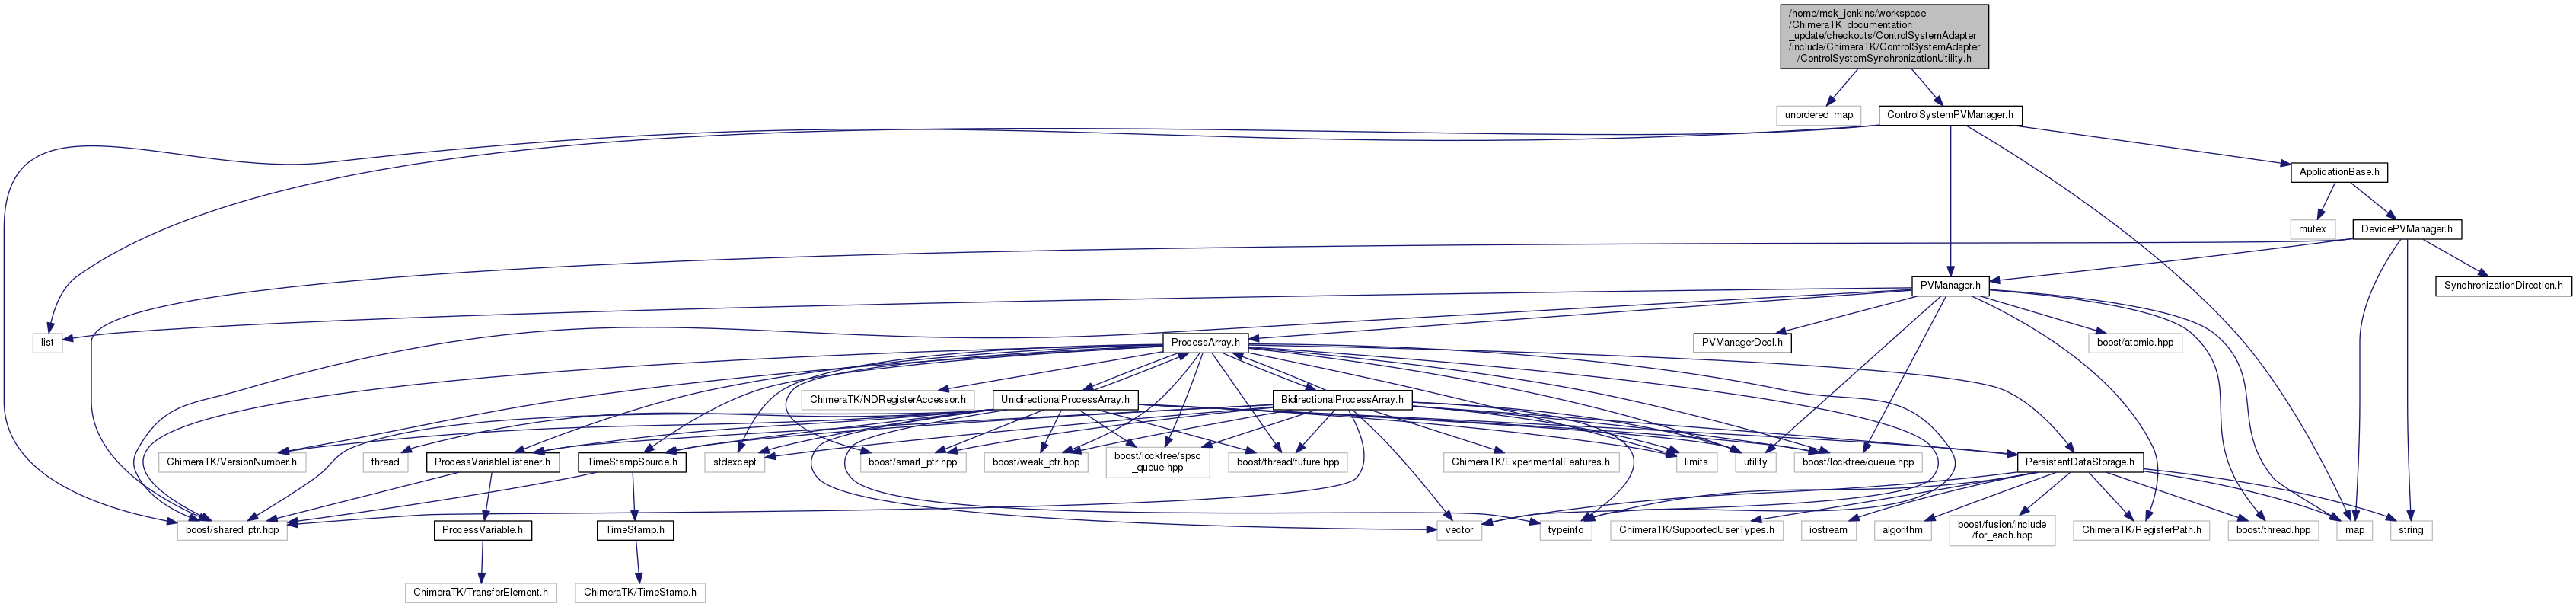 /home/msk_jenkins/workspace
/ChimeraTK_documentation
_update/checkouts/ControlSystemAdapter
/include/ChimeraTK/ControlSystemAdapter
/ControlSystemSynchronizationUtility.h
unordered_map
ControlSystemPVManager.h
ApplicationBase.h
mutex
DevicePVManager.h
PVManager.h
SynchronizationDirection.h
list
ProcessArray.h
PVManagerDecl.h
boost/atomic.hpp
ChimeraTK/NDRegisterAccessor.h
UnidirectionalProcessArray.h
BidirectionalProcessArray.h
ChimeraTK/VersionNumber.h
thread
ProcessVariableListener.h
TimeStampSource.h
stdexcept
boost/smart_ptr.hpp
boost/weak_ptr.hpp
boost/lockfree/spsc
_queue.hpp
boost/thread/future.hpp
ChimeraTK/ExperimentalFeatures.h
limits
utility
boost/lockfree/queue.hpp
PersistentDataStorage.h
boost/shared_ptr.hpp
ProcessVariable.h
TimeStamp.h
vector
typeinfo
ChimeraTK/SupportedUserTypes.h
iostream
algorithm
boost/fusion/include
/for_each.hpp
ChimeraTK/RegisterPath.h
boost/thread.hpp
map
string
ChimeraTK/TransferElement.h
ChimeraTK/TimeStamp.h